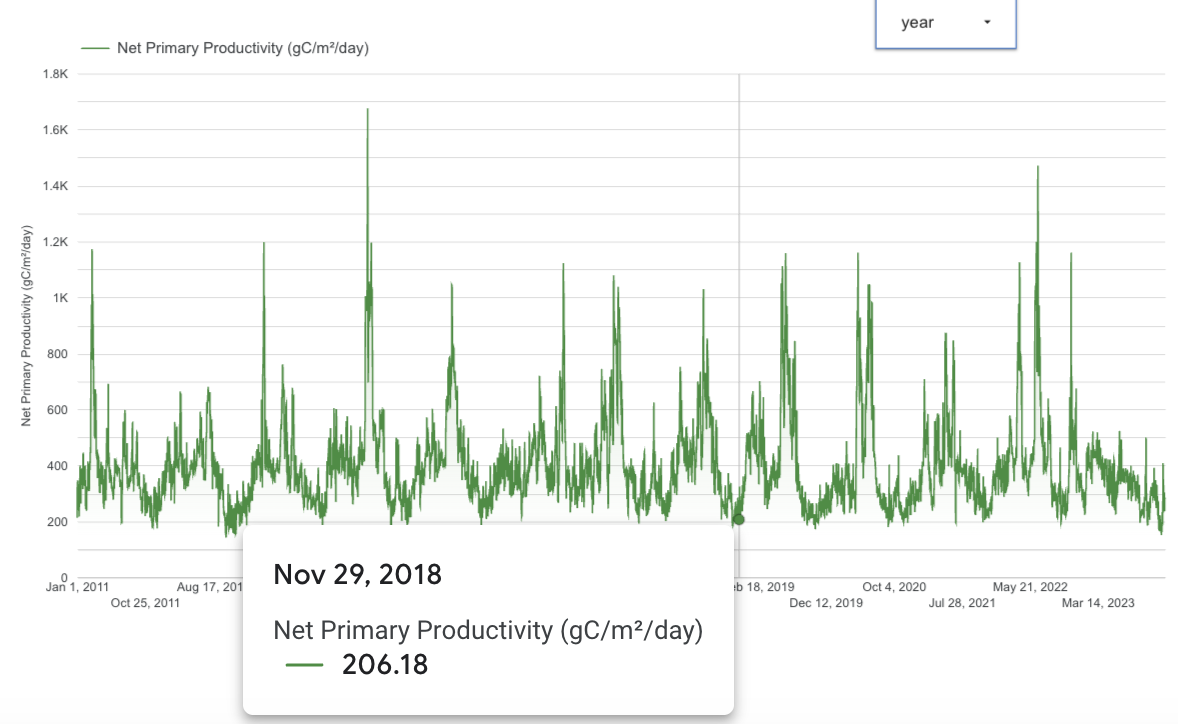 year
Net Primary Productivity (gC/m²/day)
1.8K
1.6K
1.4K
1.2K
1K
800
600
400
200
0
Net Primary Productivity (gC/m²/day)
Jan 1, 2011
Oct 25, 2011
Aug 17, 201
eb 18, 2019
Dec 12, 2019
Oct 4, 2020
Jul 28, 2021
May 21, 2022
Mar 14, 2023
Nov 29, 2018
Net Primary Productivity (gC/m²/day)
206.18